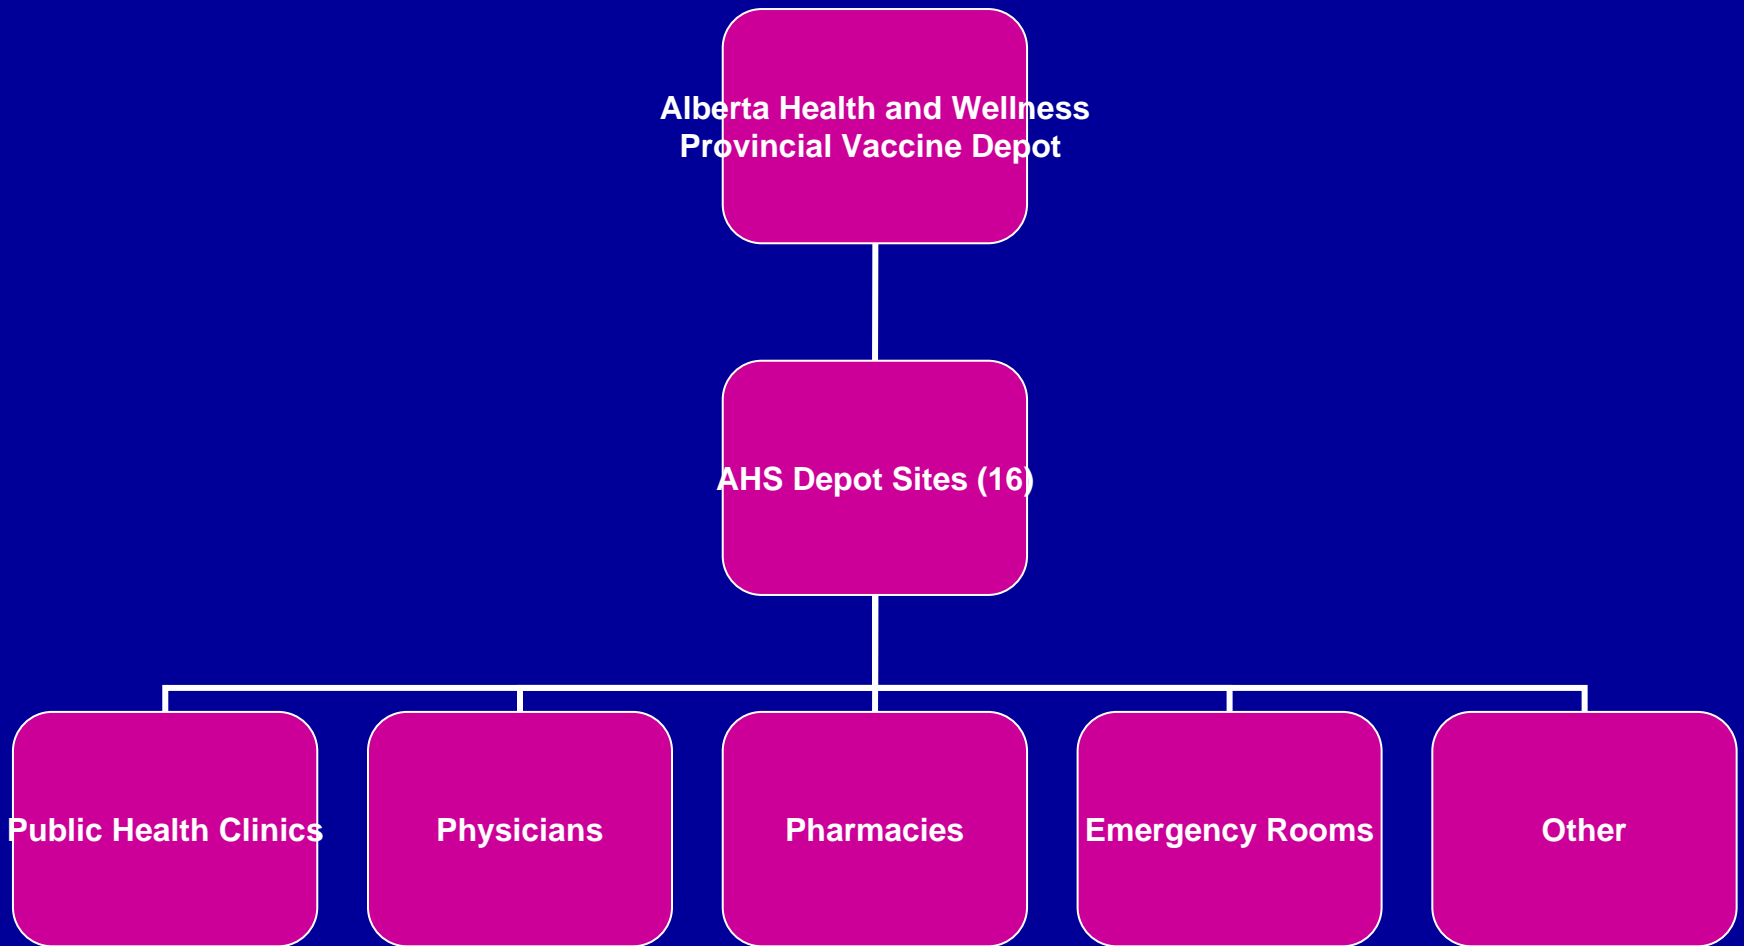 Alberta Health and Wellness
Provincial Vaccine Depot
AHS Depot Sites (16)
Public Health Clinics
Physicians
Pharmacies
Emergency Rooms
Other